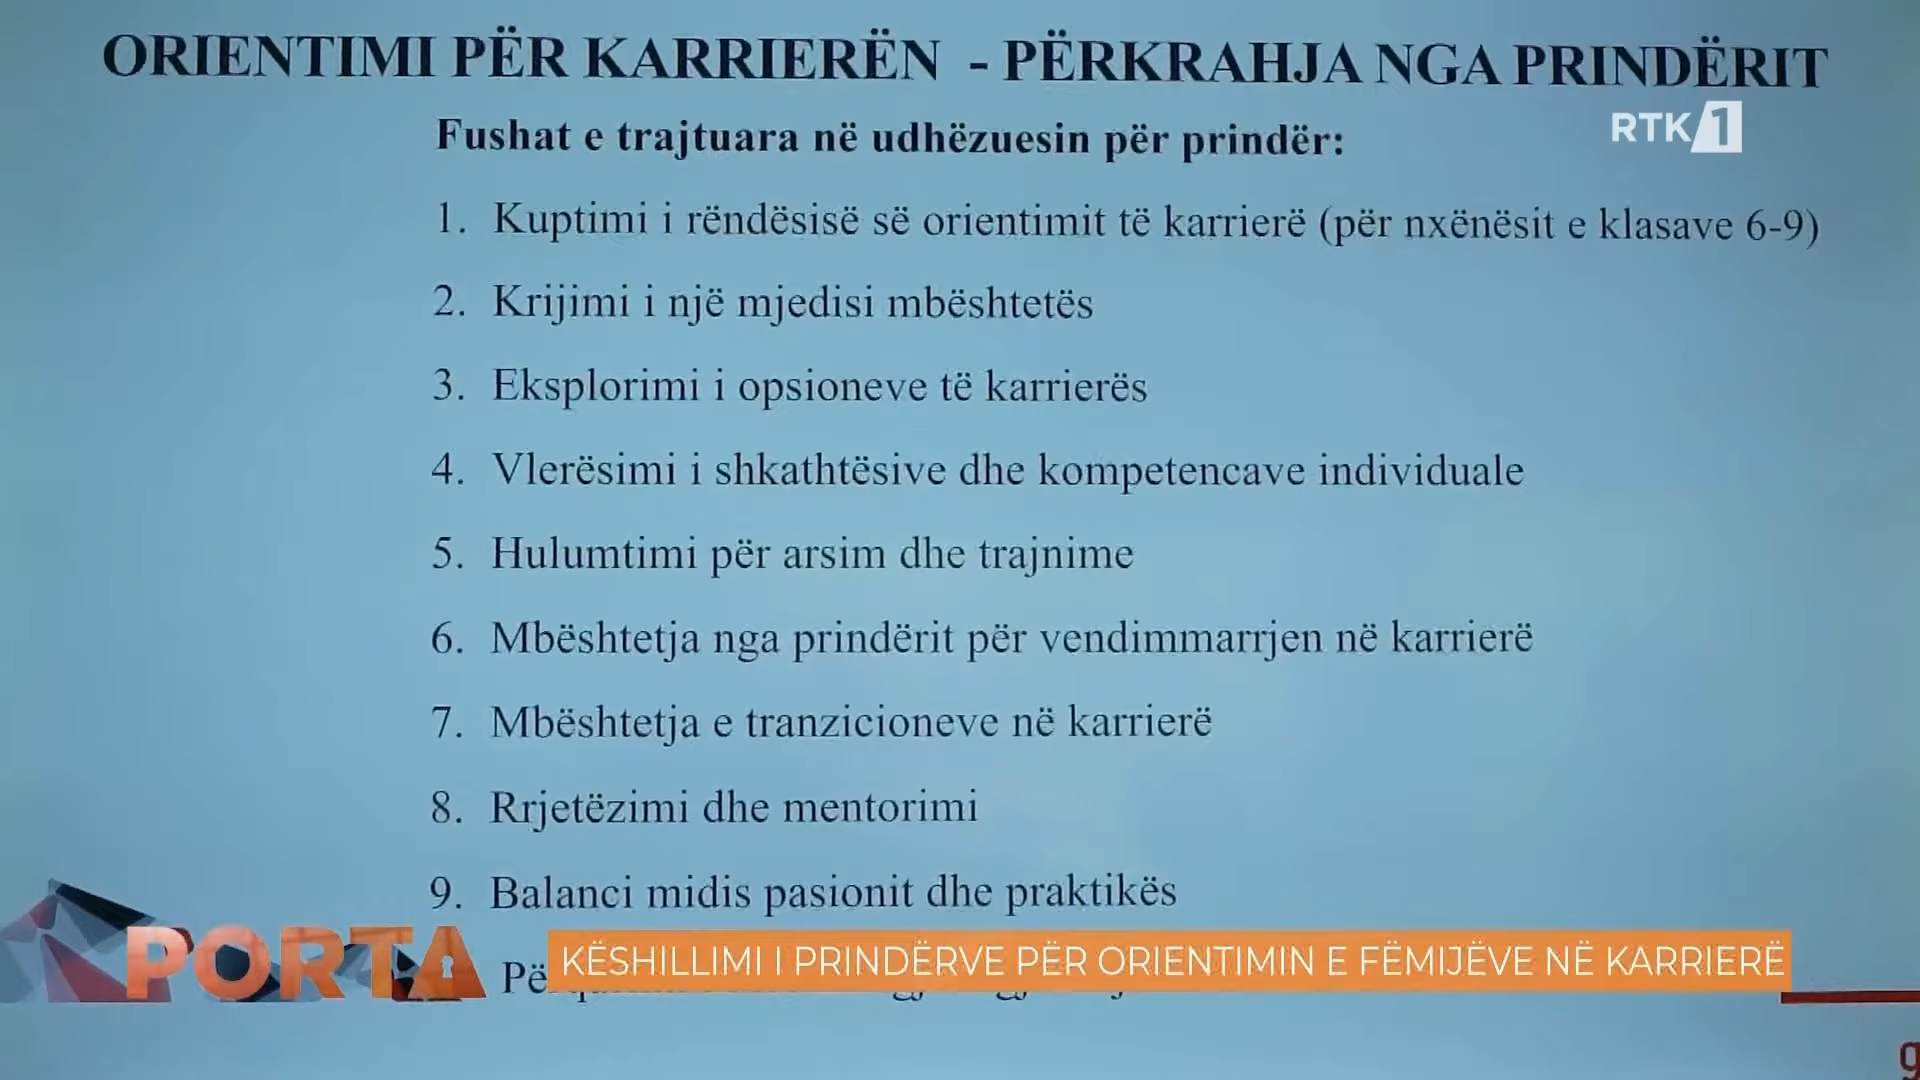 ORIENTIMI PËR KARRIERËN - PËRKRAHJA NGA PRINDËRIT
RTK 1
Fushat e trajtuara në udhëzuesin për prindër:
1. Kuptimi i rëndësisë së orientimit të karrierë (për nxënësit e klasave 6-9)
2. Krijimi i një mjedisi mbështetës
3. Eksplorimi i opsioneve të karrierës
4. Vlerësimi i shkathtësive dhe kompetencave individuale
5. Hulumtimi për arsim dhe trajnime
6. Mbështetja nga prindërit për vendimmarrjen në karrierë
7. Mbështetja e tranzicioneve në karrierë
8. Rrjetëzimi dhe mentorimi
9. Balanci midis pasionit dhe praktikës
PORTA
KËSHILLIMI I PRINDËRVE PËR ORIENTIMIN E FËMIJËVE NË KARRIERË